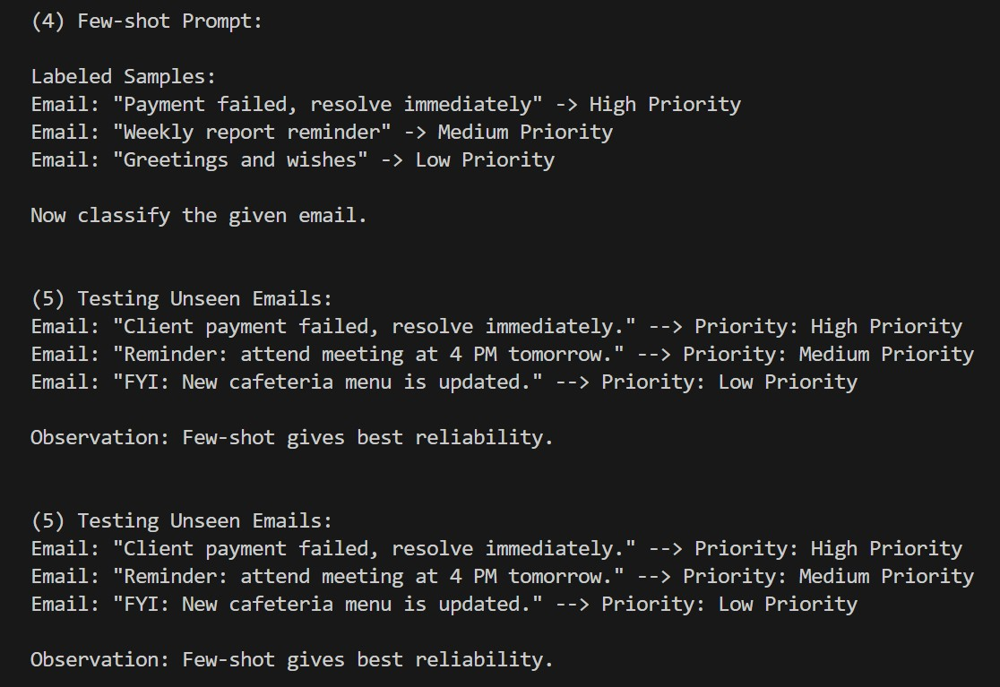 (4) Few-shot Prompt:
Labeled Samples:
Email: "Payment failed, resolve immediately" -> High Priority
Email: "Weekly report reminder" -> Medium Priority
Email: "Greetings and wishes" -> Low Priority
Now classify the given email.
(5) Testing Unseen Emails:
Email: "Client payment failed, resolve immediately." --> Priority: High Priority
Email: "Reminder: attend meeting at 4 PM tomorrow." --> Priority: Medium Priority
Email: "FYI: New cafeteria menu is updated." --> Priority: Low Priority
Observation: Few-shot gives best reliability.
(5) Testing Unseen Emails:
Email: "Client payment failed, resolve immediately." --> Priority: High Priority
Email: "Reminder: attend meeting at 4 PM tomorrow." --> Priority: Medium Priority
Email: "FYI: New cafeteria menu is updated." --> Priority: Low Priority
Observation: Few-shot gives best reliability.